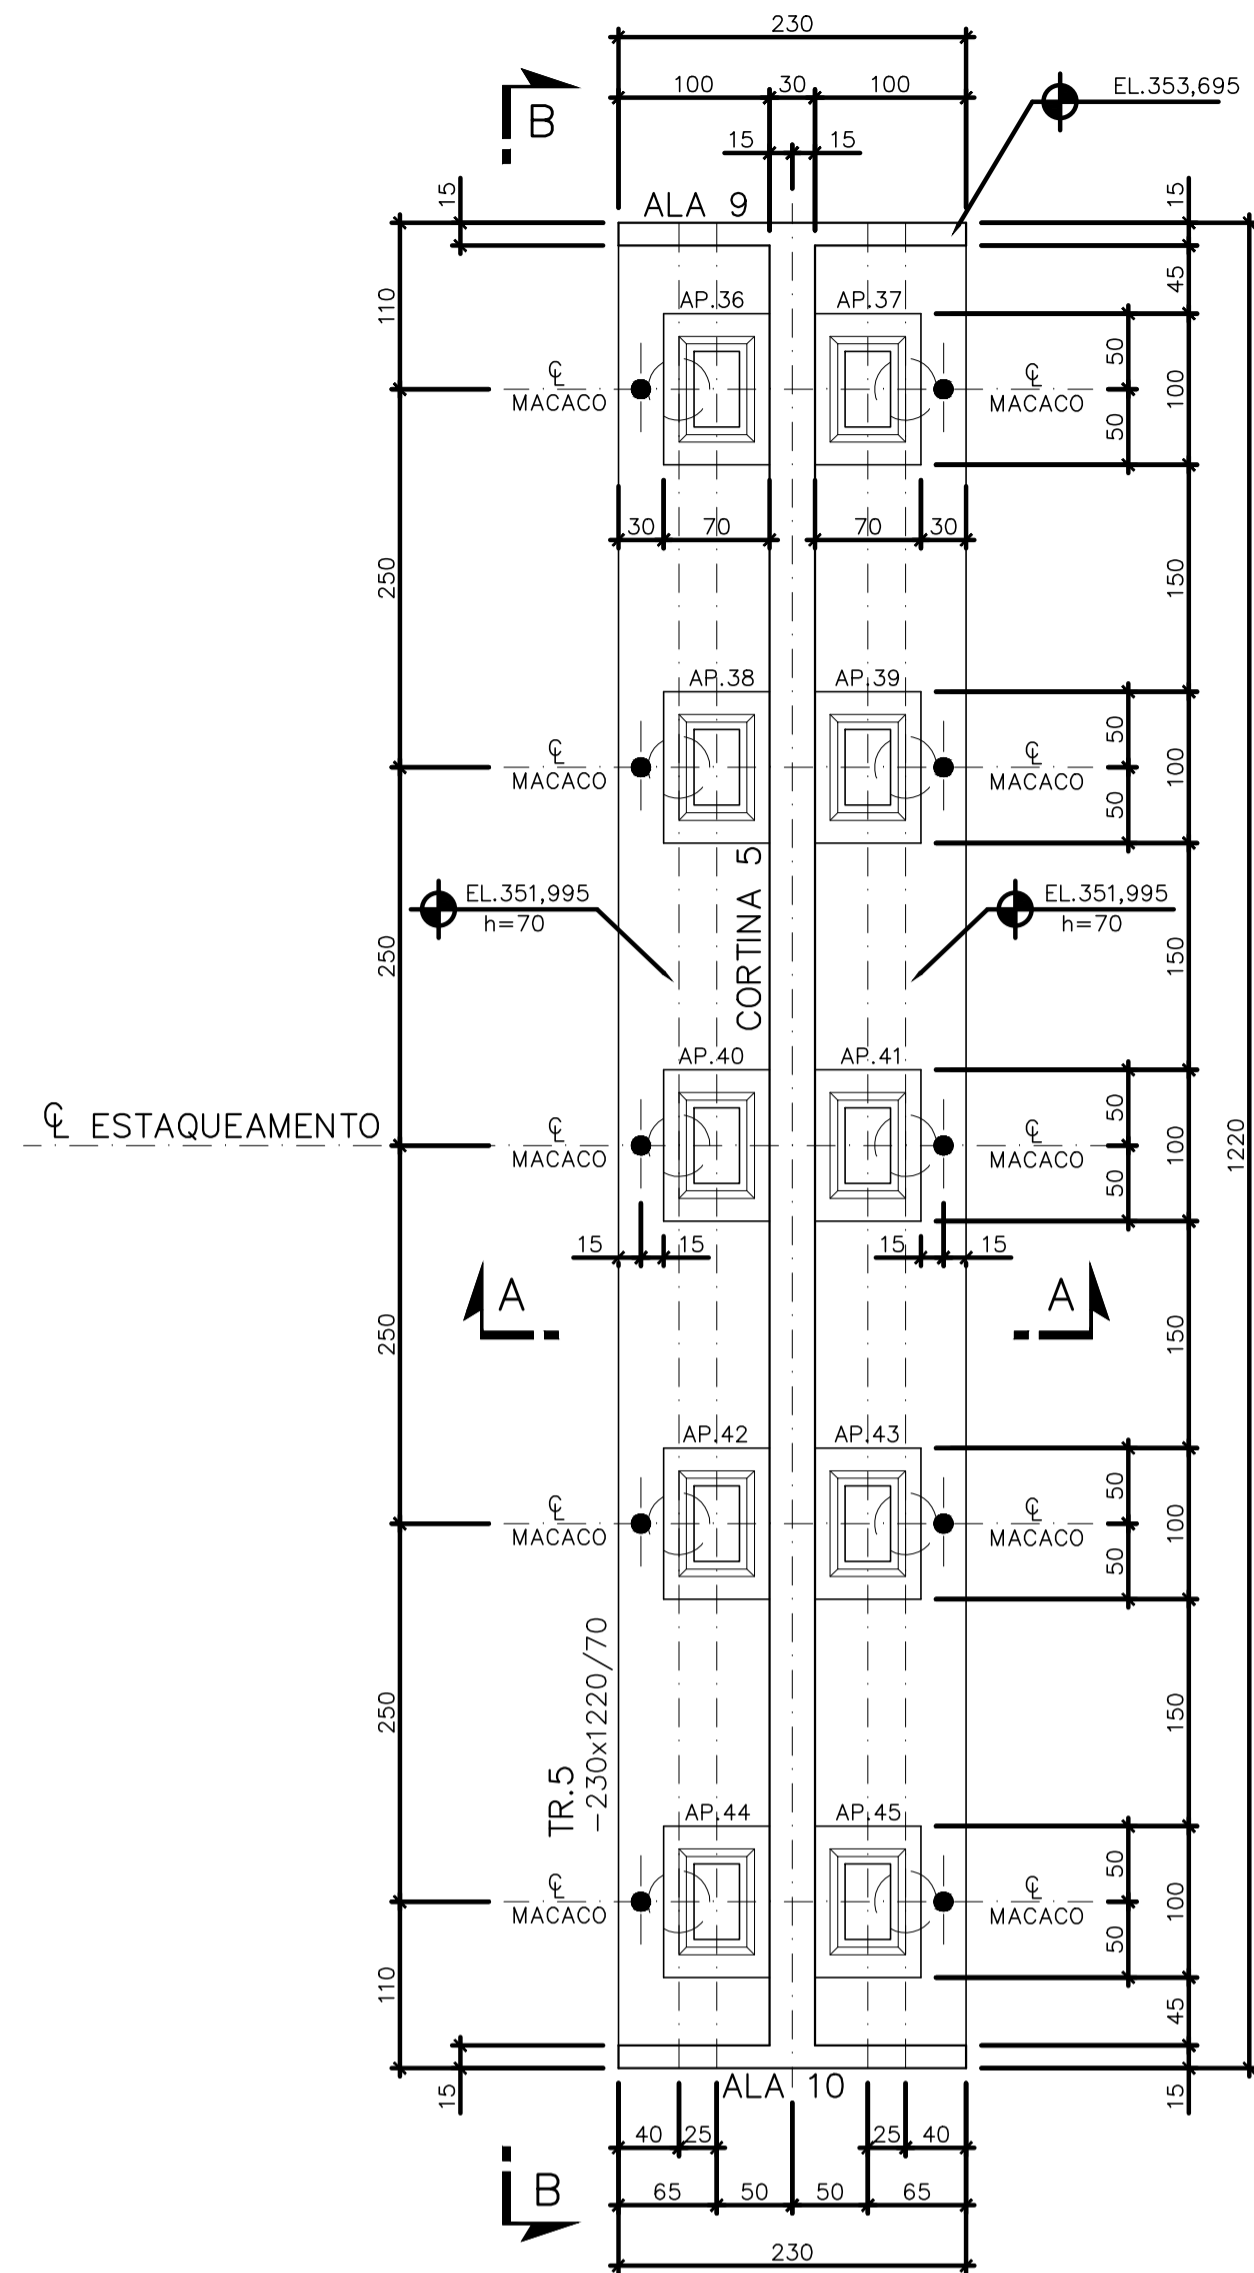 230
100 30 100
EL.353,695
B
15 15
15 ALA 9 15
110 45
AP.36 AP.37
50
℄ MACACO ℄ MACACO 100
50
30 70 70 30
250 150
AP.38 AP.39
50
℄ MACACO ℄ MACACO 100
50
CORTINA 5
EL.351,995 EL.351,995
h=70 h=70
250 150
AP.40 AP.41
50
℄ ESTAQUEAMENTO ℄ MACACO ℄ MACACO 100 1220
50
15 15 15 15
A A
250 150
AP.42 AP.43
50
℄ MACACO ℄ MACACO 100
50
TR.5
-230x1220/70
250 150
AP.44 AP.45
50
℄ MACACO ℄ MACACO 100
50
110 45
15 ALA 10 15
40 25 25 40
B
65 50 50 65
230